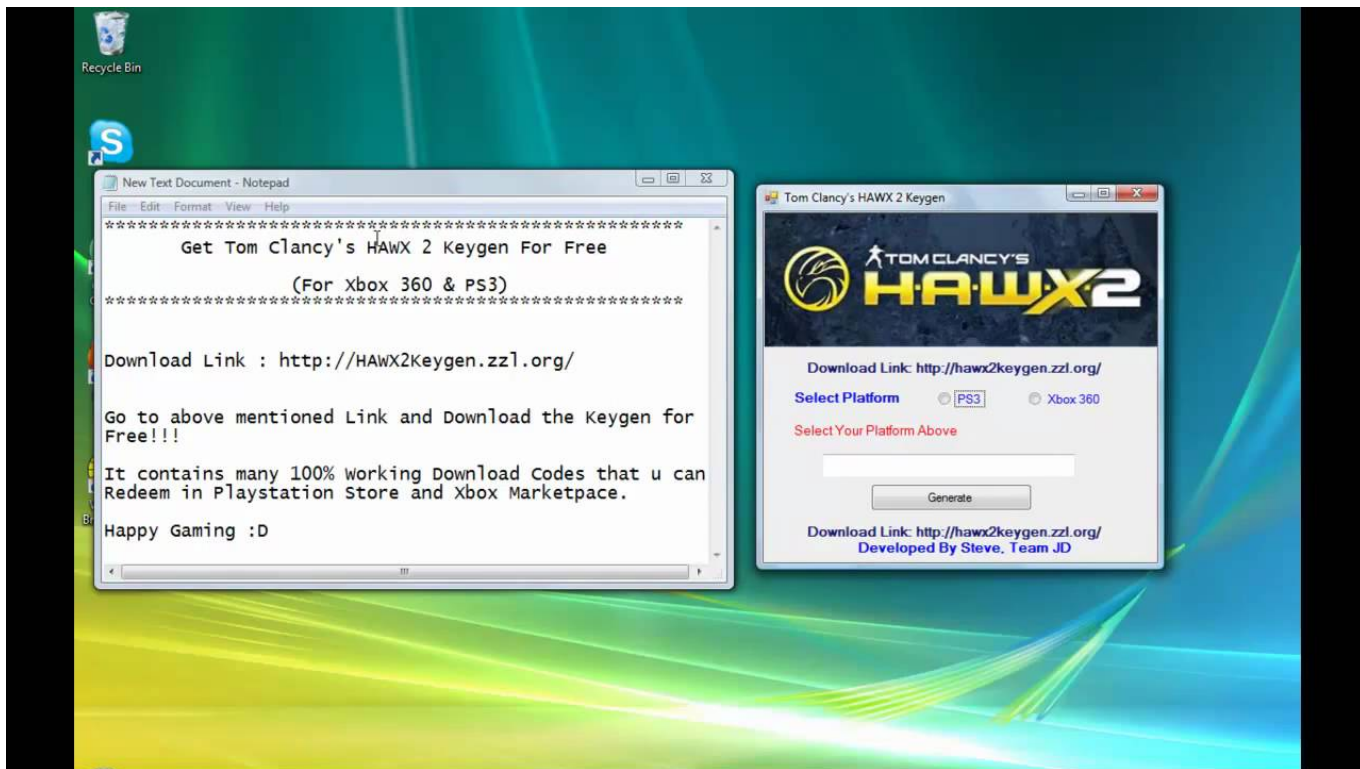 Recycle Bin
S
New Text Document - Notepad
File Edit Format View Help
******************************************************************
Get Tom Clancy's HAWX 2 Keygen For Free
(For Xbox 360 & PS3)
******************************************************************
Download Link : http://HAWX2Keygen.zzl.org/
Go to above mentioned Link and Download the Keygen for
Free!!!
It contains many 100% Working Download Codes that u can
Redeem in Playstation Store and Xbox Marketpace.
Happy Gaming :D
Tom Clancy's HAWX 2 Keygen
TOM CLANCY'S
H.A.W.X 2
Download Link: http://hawx2keygen.zzl.org/
Select Platform PS3 Xbox 360
Select Your Platform Above
Generate
Download Link: http://hawx2keygen.zzl.org/
Developed By Steve, Team JD